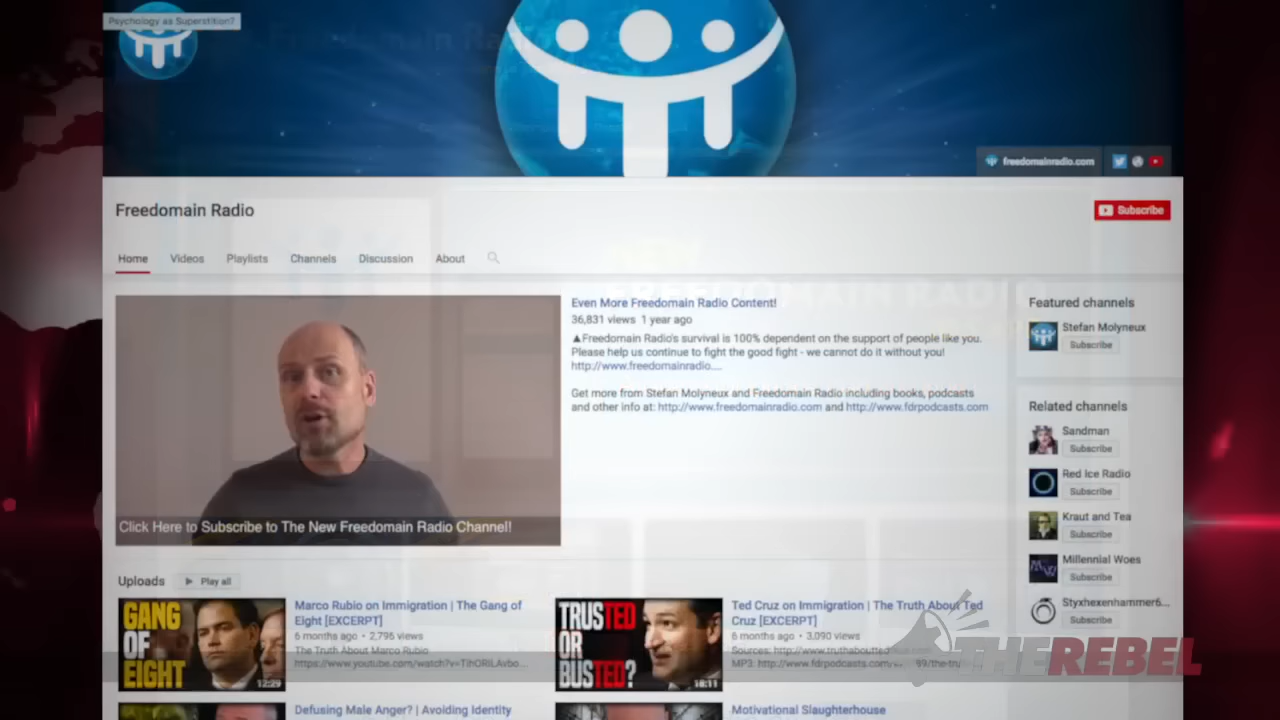 Psychology as Superstition?
freedomainradio.com
Freedomain Radio
Subscribe
Home Videos Playlists Channels Discussion About
Click Here to Subscribe to The New Freedomain Radio Channel!
Even More Freedomain Radio Content!
36,831 views 1 year ago
▲Freedomain Radio's survival is 100% dependent on the support of people like you.
Please help us continue to fight the good fight - we cannot do it without you!
http://www.freedomainradio....
Get more from Stefan Molyneux and Freedomain Radio including books, podcasts
and other info at: http://www.freedomainradio.com and http://www.fdrpodcasts.com
Featured channels
Stefan Molyneux
Subscribe
Related channels
Sandman
Subscribe
Red Ice Radio
Subscribe
Kraut and Tea
Subscribe
Millennial Woes
Subscribe
Styxhexenhammer6...
Subscribe
Uploads Play all
GANG
OF
EIGHT
12:29
Marco Rubio on Immigration | The Gang of
Eight [EXCERPT]
6 months ago • 2,796 views
The Truth About Marco Rubio
TRUSTED
OR
BUSTED?
18:11
Ted Cruz on Immigration | The Truth About Ted
Cruz [EXCERPT]
6 months ago • 3,090 views
Defusing Male Anger? | Avoiding Identity
Motivational Slaughterhouse
THEREBEL